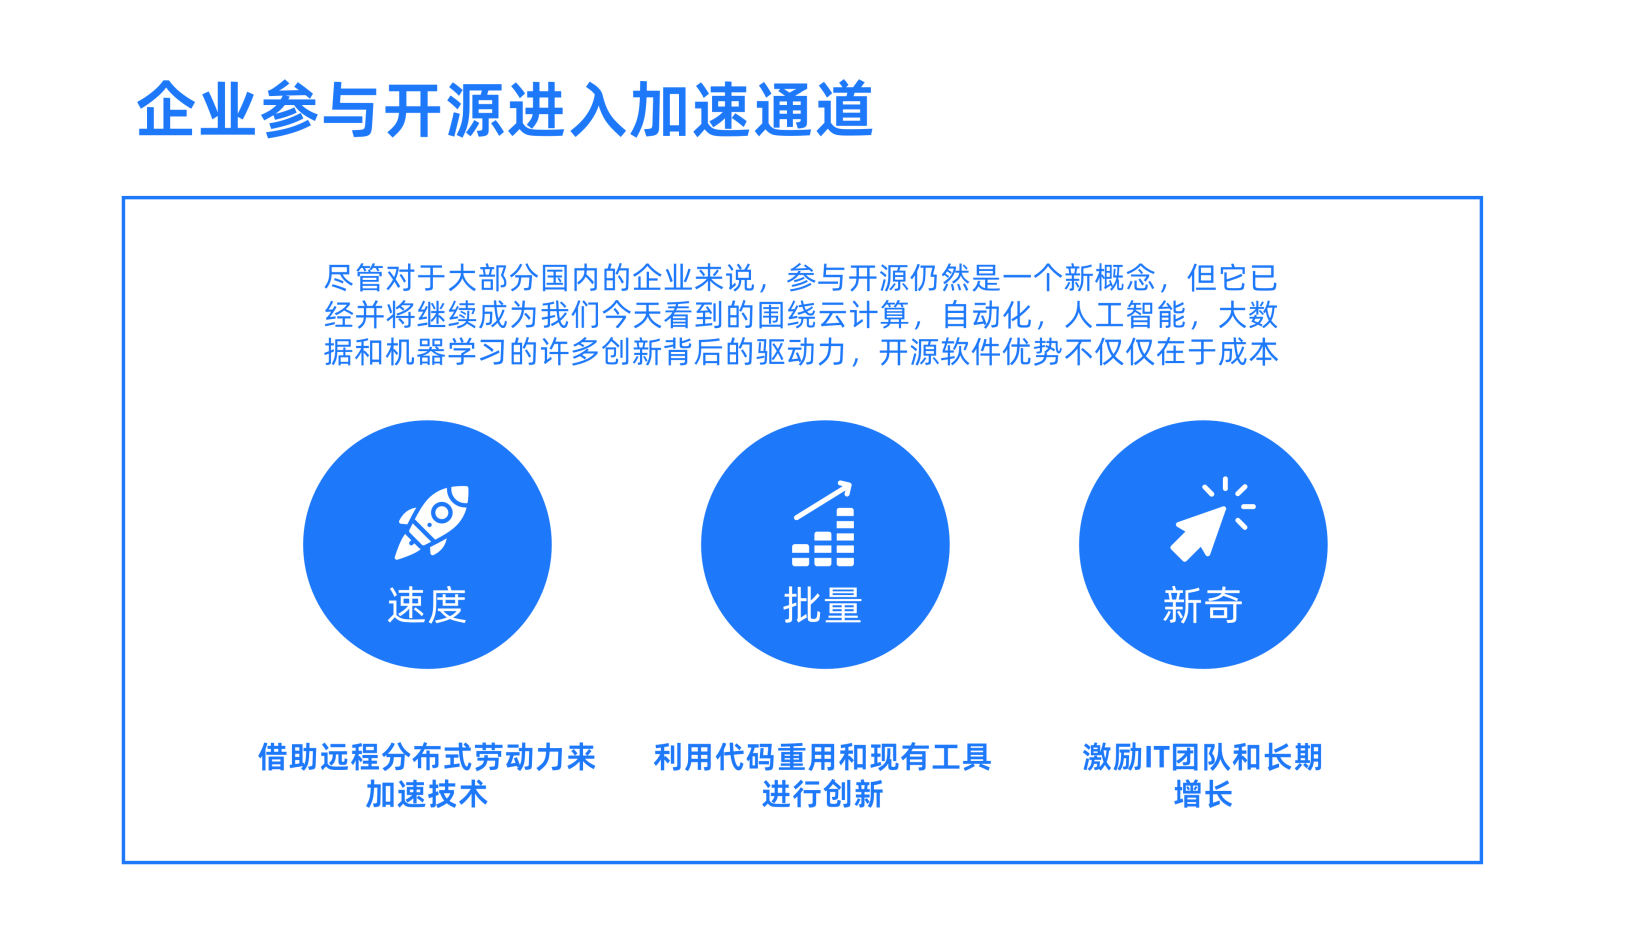 企业参与开源进入加速通道
尽管对于大部分国内的企业来说，参与开源仍然是一个新概念，但它已
经并将继续成为我们今天看到的围绕云计算，自动化，人工智能，大数
据和机器学习的许多创新背后的驱动力，开源软件优势不仅仅在于成本
速度
批量
新奇
借助远程分布式劳动力来
加速技术
利用代码重用和现有工具
进行创新
激励IT团队和长期
增长